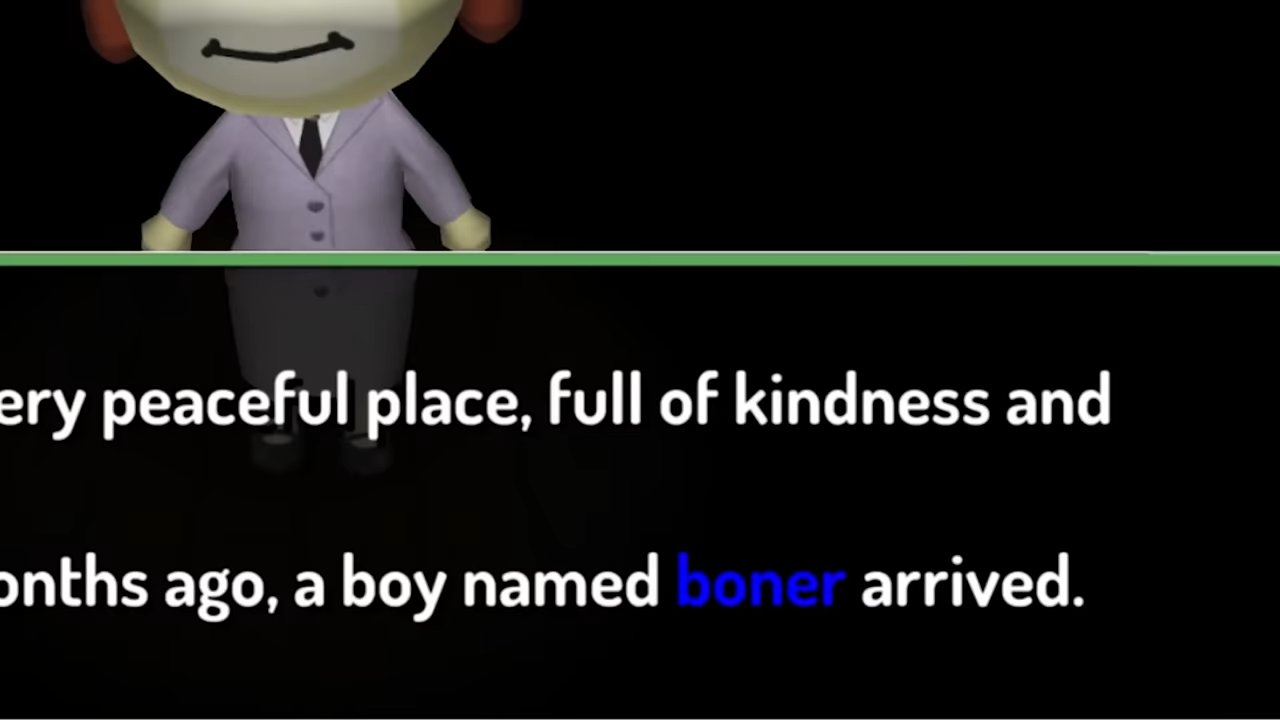 ery peaceful place, full of kindness and
onths ago, a boy named boner arrived.